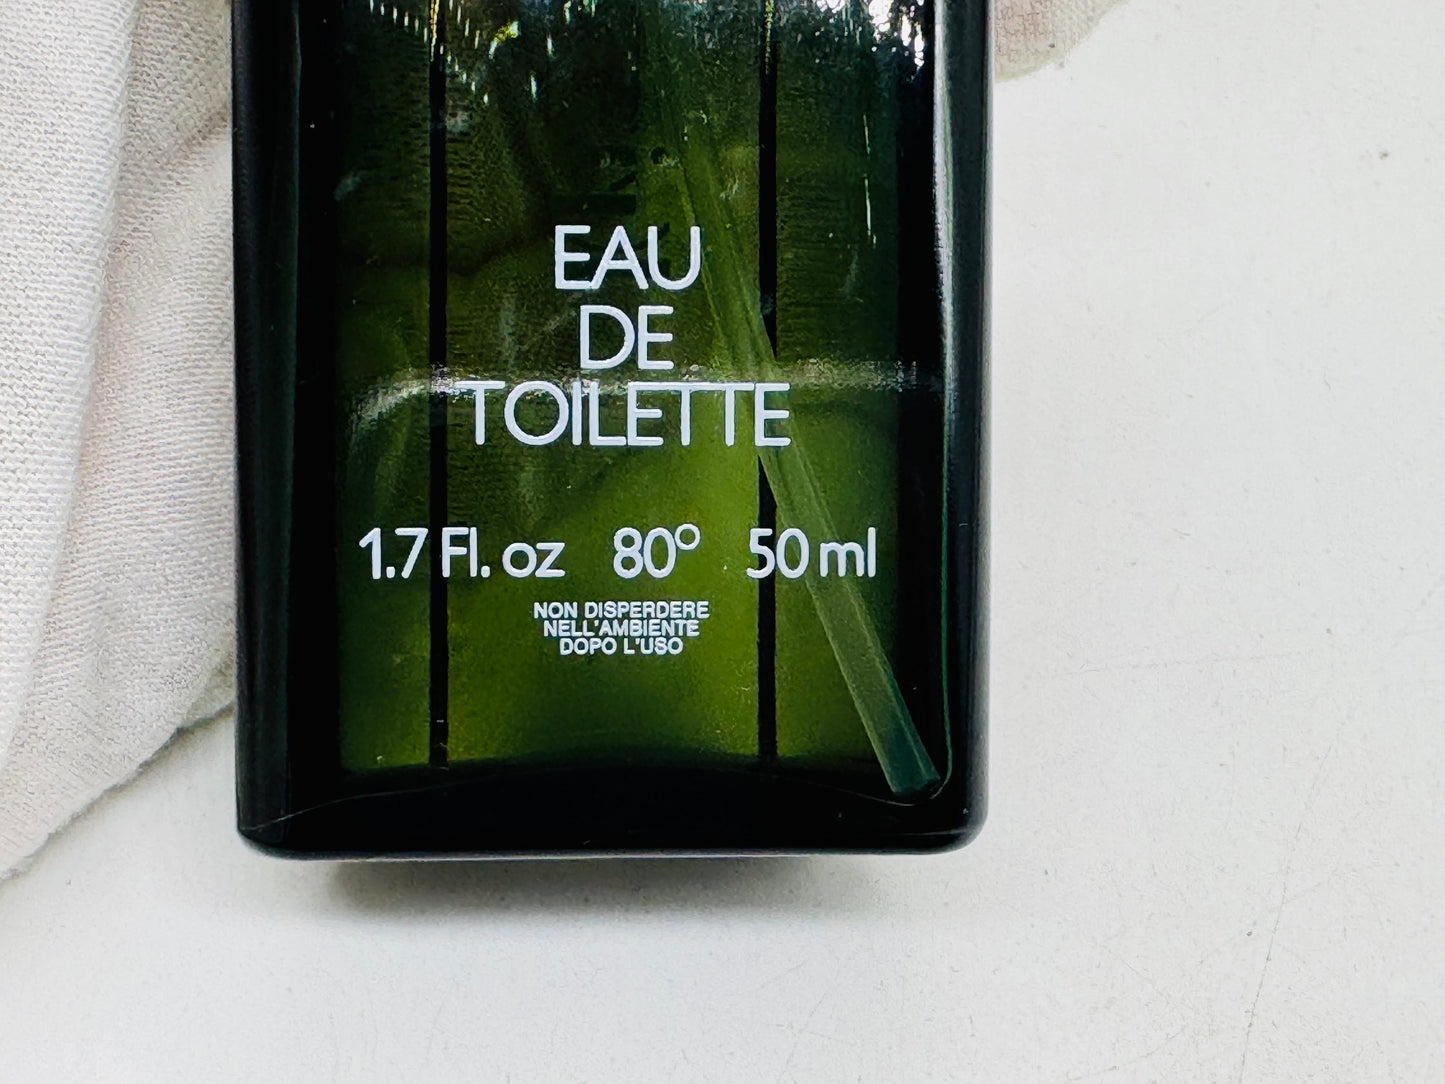 EAU
DE
TOILETTE
1.7 Fl. oz 80° 50 ml
NON DISPERDERE
NELL'AMBIENTE
DOPO L'USO